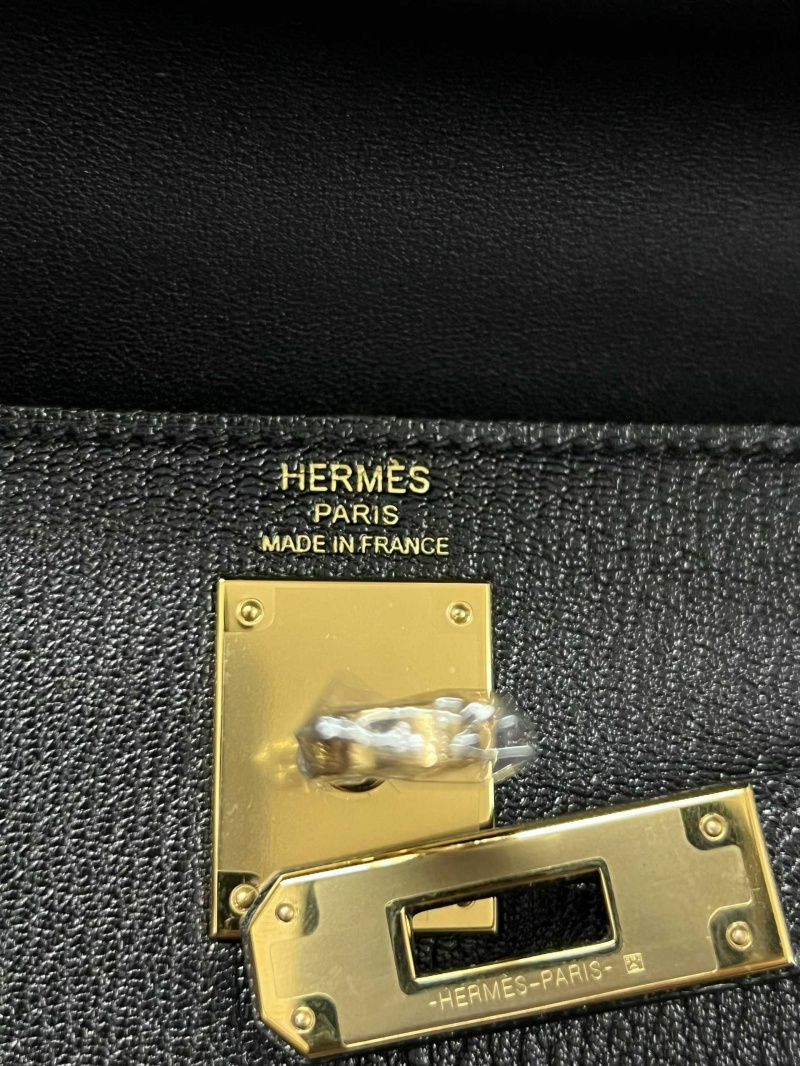 HERMÈS
PARIS
MADE IN FRANCE
-HERMÈS-PARIS-